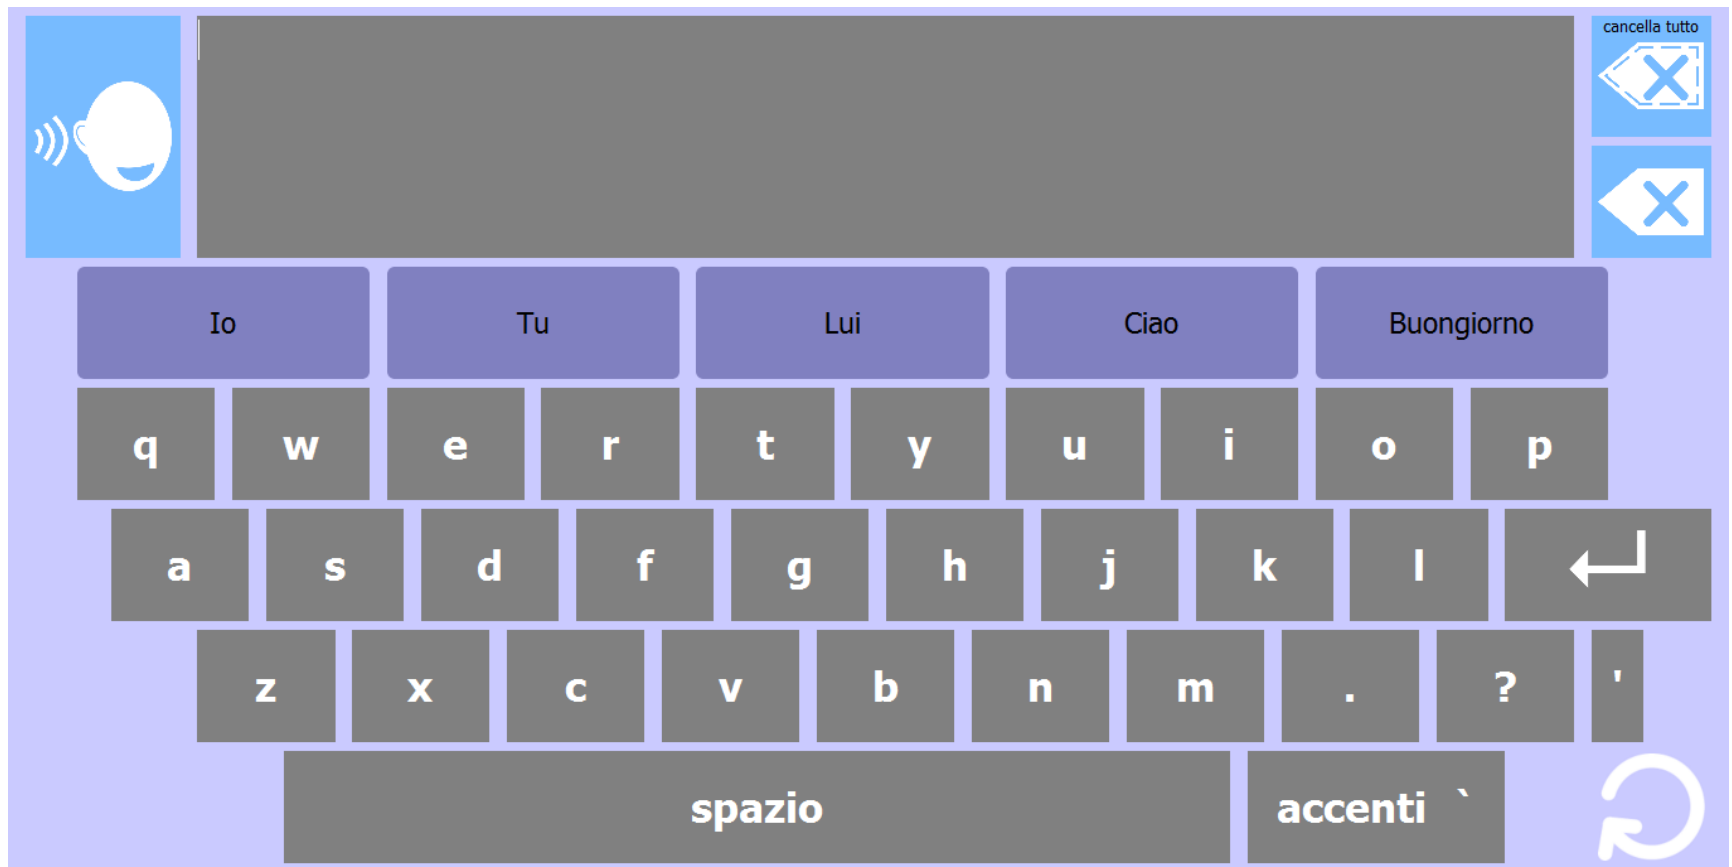 cancella tutto
Io Tu Lui Ciao Buongiorno
q w e r t y u i o p
a s d f g h j k l
z x c v b n m . ? '
spazio accenti `